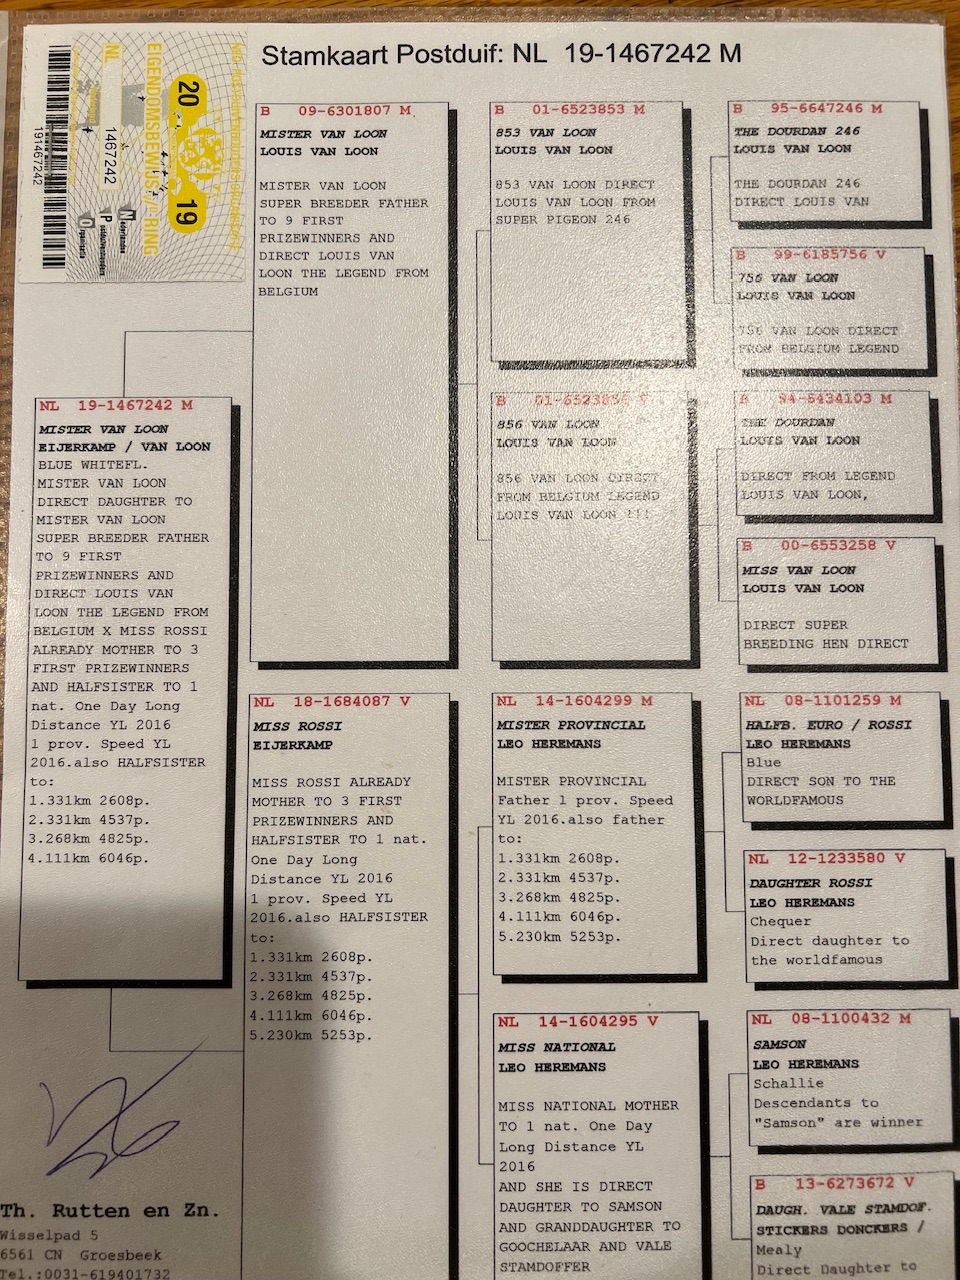 Stamkaart Postduif: NL 19-1467242 M
NL
EIGENDOMSBEWIJS
RING
20
19
1467242
191467242
Nederlandse
Postduivenhouders
Organisatie
NL 19-1467242 M
MISTER VAN LOON
EIJERKAMP / VAN LOON
BLUE WHITEFL.
MISTER VAN LOON
DIRECT DAUGHTER TO
MISTER VAN LOON
SUPER BREEDER FATHER
TO 9 FIRST
PRIZEWINNERS AND
DIRECT LOUIS VAN
LOON THE LEGEND FROM
BELGIUM X MISS ROSSI
ALREADY MOTHER TO 3
FIRST PRIZEWINNERS
AND HALFSISTER TO 1
nat. One Day Long
Distance YL 2016
1 prov. Speed YL
2016.also HALFSISTER
to:
1.331km 2608p.
2.331km 4537p.
3.268km 4825p.
4.111km 6046p.
B 09-6301807 M
MISTER VAN LOON
LOUIS VAN LOON
MISTER VAN LOON
SUPER BREEDER FATHER
TO 9 FIRST
PRIZEWINNERS AND
DIRECT LOUIS VAN
LOON THE LEGEND FROM
BELGIUM
NL 18-1684087 V
MISS ROSSI
EIJERKAMP
MISS ROSSI ALREADY
MOTHER TO 3 FIRST
PRIZEWINNERS AND
HALFSISTER TO 1 nat.
One Day Long
Distance YL 2016
1 prov. Speed YL
2016.also HALFSISTER
to:
1.331km 2608p.
2.331km 4537p.
3.268km 4825p.
4.111km 6046p.
5.230km 5253p.
B 01-6523853 M
853 VAN LOON
LOUIS VAN LOON
853 VAN LOON DIRECT
LOUIS VAN LOON FROM
SUPER PIGEON 246
B 01-6523856 V
856 VAN LOON
LOUIS VAN LOON
856 VAN LOON DIRECT
FROM BELGIUM LEGEND
LOUIS VAN LOON !!!
NL 14-1604299 M
MISTER PROVINCIAL
LEO HEREMANS
MISTER PROVINCIAL
Father 1 prov. Speed
YL 2016.also father
to:
1.331km 2608p.
2.331km 4537p.
3.268km 4825p.
4.111km 6046p.
5.230km 5253p.
NL 14-1604295 V
MISS NATIONAL
LEO HEREMANS
MISS NATIONAL MOTHER
TO 1 nat. One Day
Long Distance YL
2016
AND SHE IS DIRECT
DAUGHTER TO SAMSON
AND GRANDDAUGHTER TO
GOOCHELAAR AND VALE
STAMDOFFER
B 95-6647246 M
THE DOURDAN 246
LOUIS VAN LOON
THE DOURDAN 246
DIRECT LOUIS VAN
B 99-6185756 V
756 VAN LOON
LOUIS VAN LOON
756 VAN LOON DIRECT
FROM BELGIUM LEGEND
B 94-6434103 M
THE DOURDAN
LOUIS VAN LOON
DIRECT FROM LEGEND
LOUIS VAN LOON,
B 00-6553258 V
MISS VAN LOON
LOUIS VAN LOON
DIRECT SUPER
BREEDING HEN DIRECT
NL 08-1101259 M
HALFB. EURO / ROSSI
LEO HEREMANS
Blue
DIRECT SON TO THE
WORLDFAMOUS
NL 12-1233580 V
DAUGHTER ROSSI
LEO HEREMANS
Chequer
Direct daughter to
the worldfamous
NL 08-1100432 M
SAMSON
LEO HEREMANS
Schallie
Descendants to
"Samson" are winner
B 13-6273672 V
DAUGH. VALE STAMDOF.
STICKERS DONCKERS /
Mealy
Direct Daughter to
Th. Rutten en Zn.
Wisselpad 5
6561 CN Groesbeek
Tel.:0031-619401732